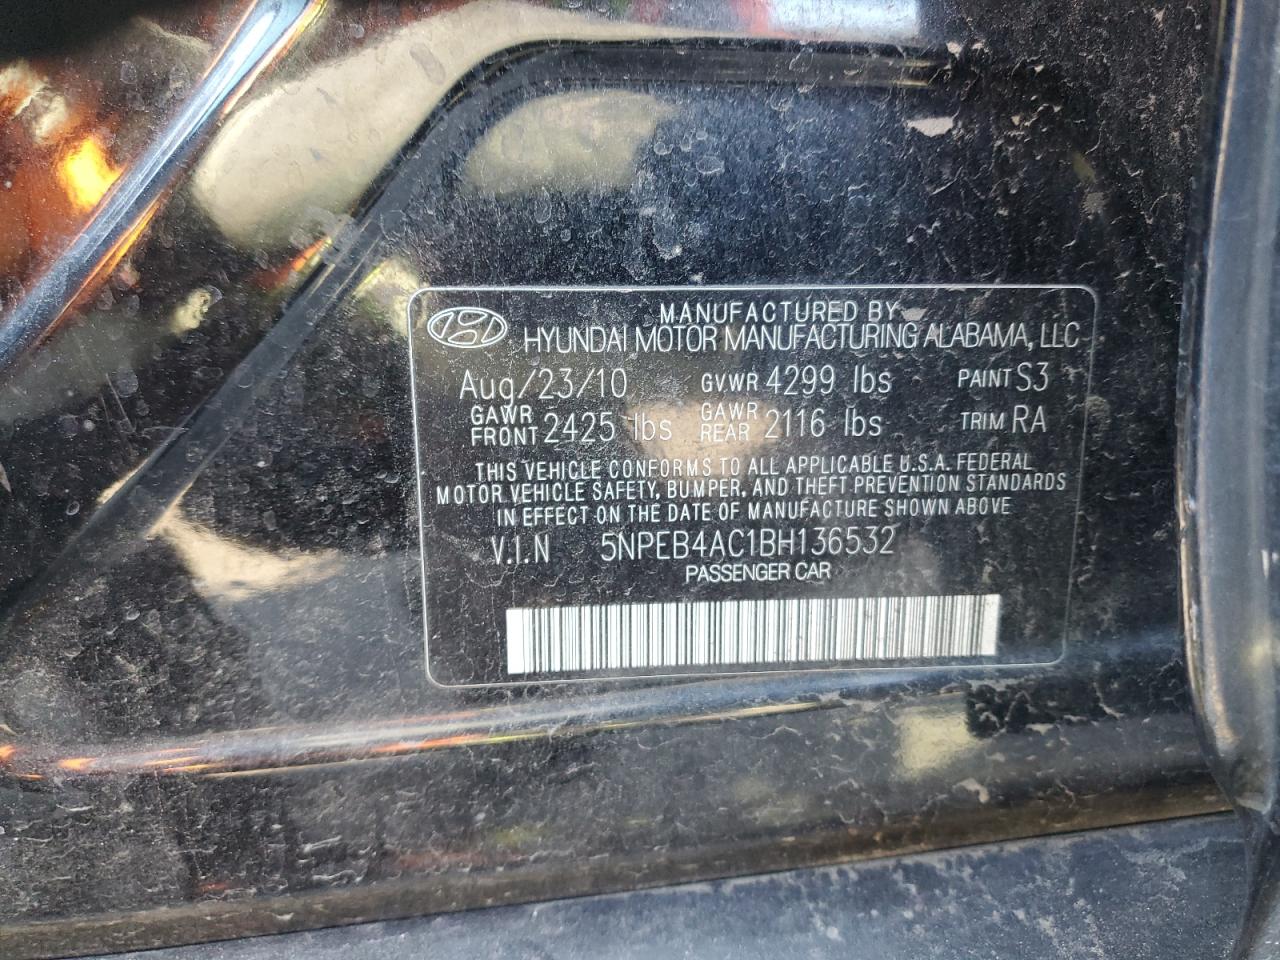 MANUFACTURED BY
HYUNDAI MOTOR MANUFACTURING ALABAMA, LLC
Aug/23/10 GVWR 4299 lbs PAINT S3
GAWR FRONT 2425 lbs GAWR REAR 2116 lbs TRIM RA
THIS VEHICLE CONFORMS TO ALL APPLICABLE U.S.A. FEDERAL
MOTOR VEHICLE SAFETY, BUMPER, AND THEFT PREVENTION STANDARDS
IN EFFECT ON THE DATE OF MANUFACTURE SHOWN ABOVE
V.I.N 5NPEB4AC1BH136532
PASSENGER CAR